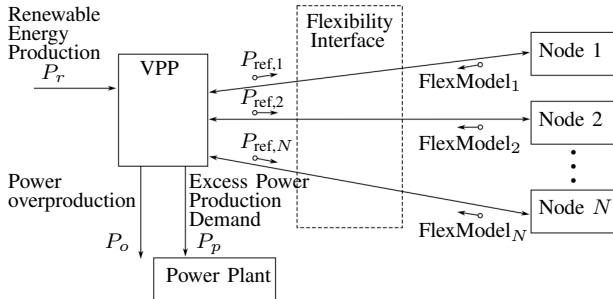 Renewable
Energy
Production
P_r
VPP
P_ref,1
P_ref,2
P_ref,N
Flexibility
Interface
FlexModel_1
FlexModel_2
FlexModel_N
Node 1
Node 2
Node N
Power
overproduction
P_o
Excess Power
Production
Demand
P_p
Power Plant